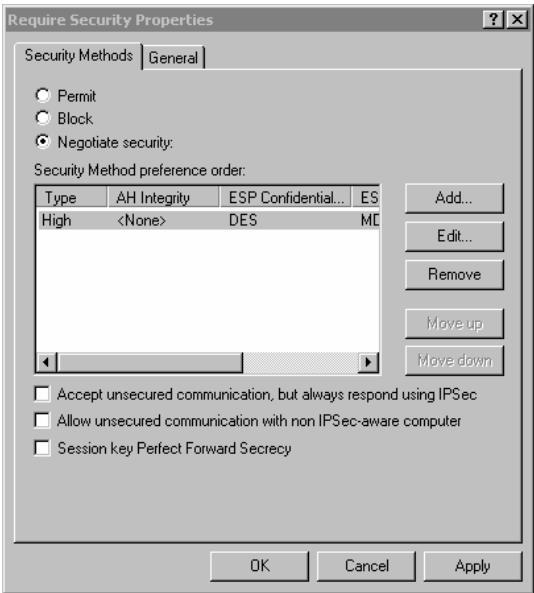 Require Security Properties
Security Methods General
Permit
Block
Negotiate security:
Security Method preference order:
Type AH Integrity ESP Confidential... ES
High <None> DES MD
Add...
Edit...
Remove
Move up
Move down
Accept unsecured communication, but always respond using IPSec
Allow unsecured communication with non IPSec-aware computer
Session key Perfect Forward Secrecy
OK Cancel Apply